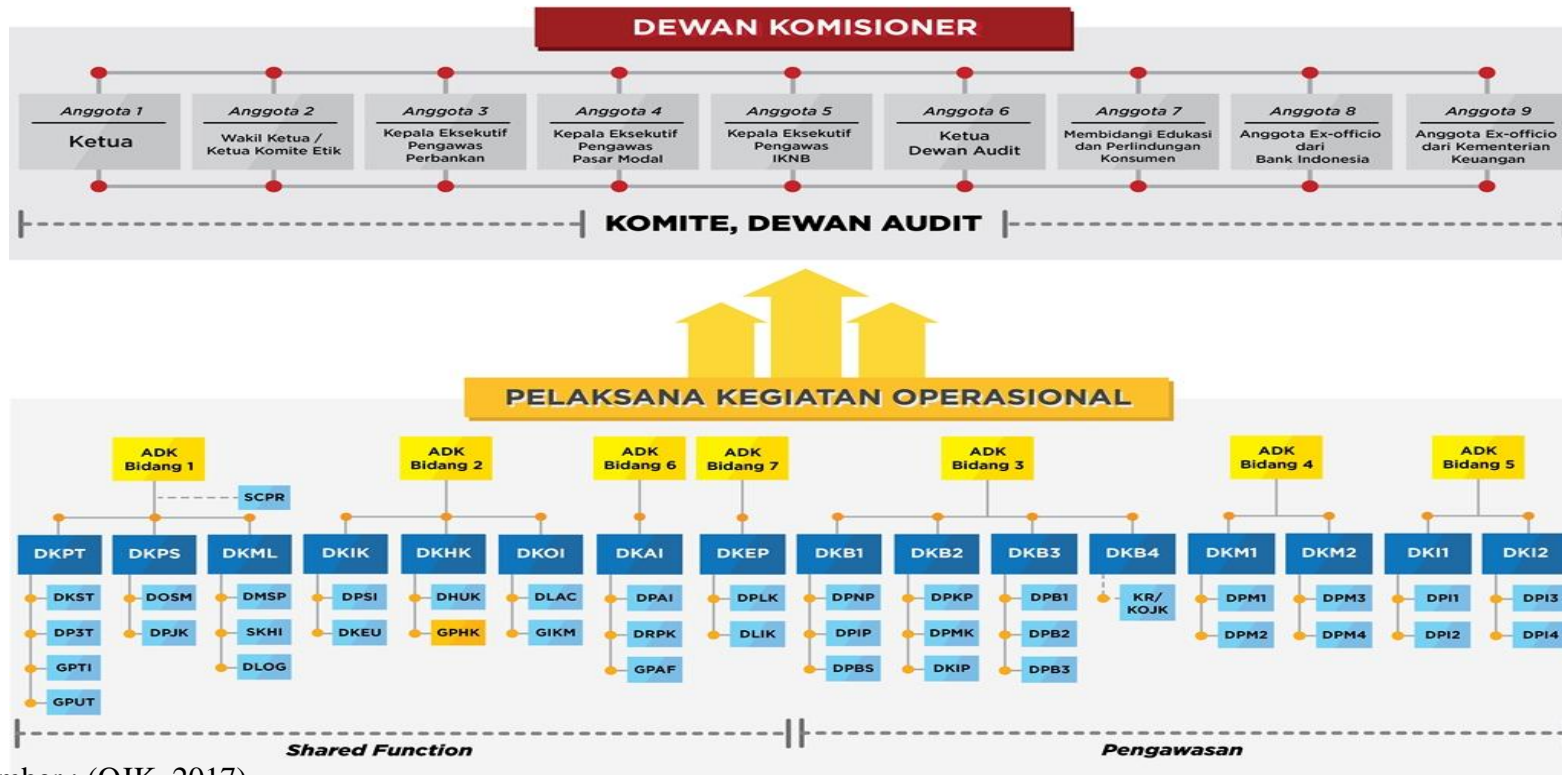 DEWAN KOMISIONER
Anggota 1
Ketua
Anggota 2
Wakil Ketua /
Ketua Komite Etik
Anggota 3
Kepala Eksekutif
Pengawas
Perbankan
Anggota 4
Kepala Eksekutif
Pengawas
Pasar Modal
Anggota 5
Kepala Eksekutif
Pengawas
IKNB
Anggota 6
Ketua
Dewan Audit
Anggota 7
Membidangi Edukasi
dan Perlindungan
Konsumen
Anggota 8
Anggota Ex-officio
dari
Bank Indonesia
Anggota 9
Anggota Ex-officio
dari Kementerian
Keuangan
KOMITE, DEWAN AUDIT
PELAKSANA KEGIATAN OPERASIONAL
ADK
Bidang 1
SCPR
DKPT
DKST
DP3T
GPTI
GPUT
DKPS
DOSM
DPJK
DKML
DMSP
SKHI
DLOG
ADK
Bidang 2
DKIK
DPSI
DKEU
DKHK
DHUK
GPHK
DKOI
DLAC
GIKM
ADK
Bidang 6
DKAI
DPAI
DRPK
GPAF
ADK
Bidang 7
DKEP
DPLK
DLIK
ADK
Bidang 3
DKB1
DPNP
DPIP
DPBS
DKB2
DPKP
DPMK
DKIP
DKB3
DPB1
DPB2
DPB3
DKB4
KR/
KOJK
ADK
Bidang 4
DKM1
DPM1
DPM2
DKM2
DPM3
DPM4
ADK
Bidang 5
DKI1
DPI1
DPI2
DKI2
DPI3
DPI4
Shared Function
Pengawasan
(OJK, 2017)